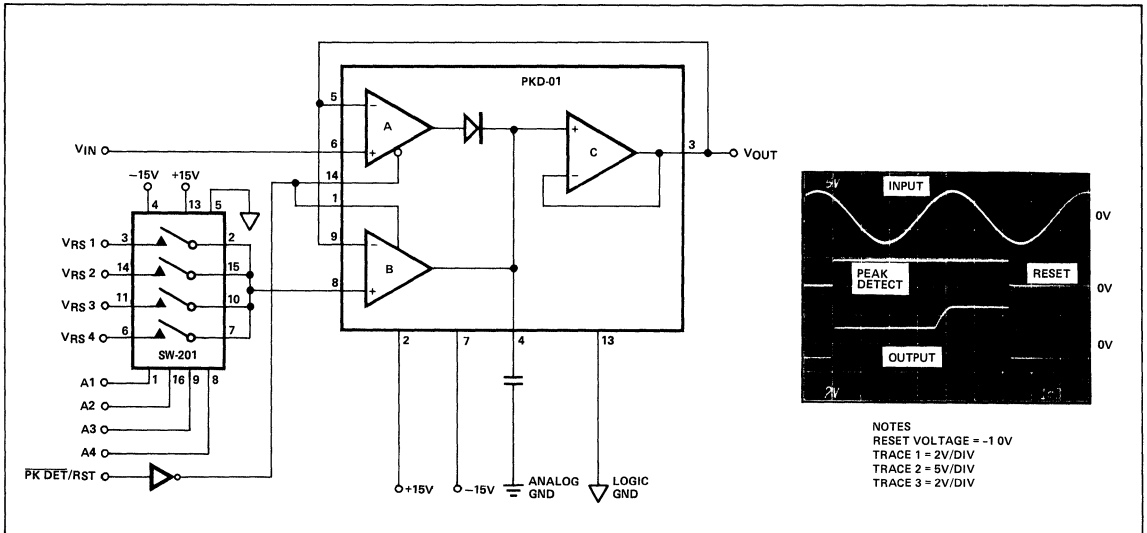 PKD-01
5
−
A
+
6
VIN
14
1
9
−
B
+
8
+
C
−
3
VOUT
−15V
+15V
4
13
5
VRS 1
3
2
VRS 2
14
15
VRS 3
11
10
VRS 4
6
7
SW-201
1
16
9
8
A1
A2
A3
A4
PK DET/RST
2
7
4
13
+15V
−15V
ANALOG
GND
LOGIC
GND
5V
INPUT
0V
PEAK
DETECT
RESET
0V
0V
OUTPUT
2V
NOTES
RESET VOLTAGE = −1 0V
TRACE 1 = 2V/DIV
TRACE 2 = 5V/DIV
TRACE 3 = 2V/DIV